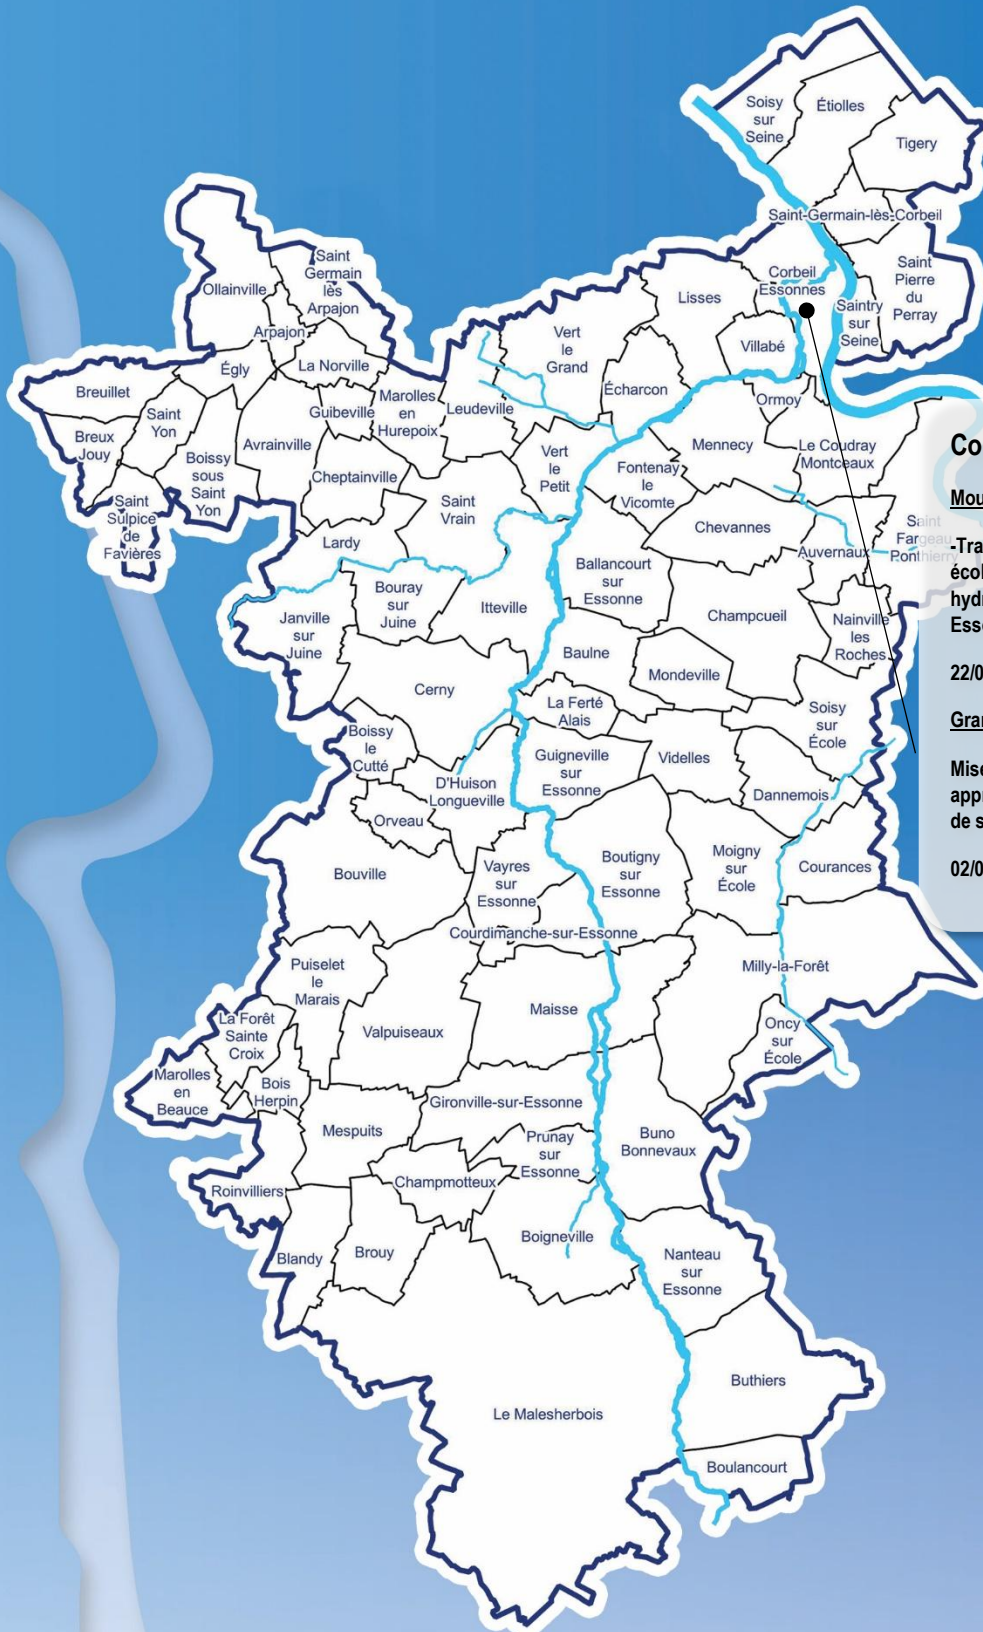 Soisy
sur
Seine
Étiolles
Tigery
Saint-Germain-lès-Corbeil
Saint
Pierre
du
Perray
Corbeil
Essonnes
Saintry
sur
Seine
Lisses
Villabé
Ormoy
Vert
le
Grand
Écharcon
Mennecy
Le Coudray
Montceaux
Ollainville
Saint
Germain
lès
Arpajon
Arpajon
La Norville
Égly
Breuillet
Breux
Jouy
Saint
Yon
Boissy
sous
Saint
Yon
Saint
Sulpice
de
Favières
Avrainville
Guibeville
Cheptainville
Marolles
en
Hurepoix
Leudeville
Vert
le
Petit
Fontenay
le
Vicomte
Chevannes
Auvernaux
Saint
Fargeau
Ponthierry
Saint
Vrain
Lardy
Janville
sur
Juine
Bouray
sur
Juine
Itteville
Ballancourt
sur
Essonne
Champcueil
Nainville
les
Roches
Baulne
Mondeville
Cerny
La Ferté
Alais
Soisy
sur
École
Boissy
le
Cutté
D'Huison
Longueville
Guigneville
sur
Essonne
Videlles
Dannemois
Orveau
Bouville
Vayres
sur
Essonne
Boutigny
sur
Essonne
Moigny
sur
École
Courances
Courdimanche-sur-Essonne
Milly-la-Forêt
Puiselet
le
Marais
Valpuiseaux
Maisse
Oncy
sur
École
La Forêt
Sainte
Croix
Marolles
en
Beauce
Bois
Herpin
Mespuits
Gironville-sur-Essonne
Prunay
sur
Essonne
Buno
Bonnevaux
Roinvilliers
Champmotteux
Boigneville
Blandy
Brouy
Nanteau
sur
Essonne
Buthiers
Le Malesherbois
Boulancourt
Co
Mou
-Tra
écol
hydr
Esso
22/0
Gran
Mise
appr
de s
02/0